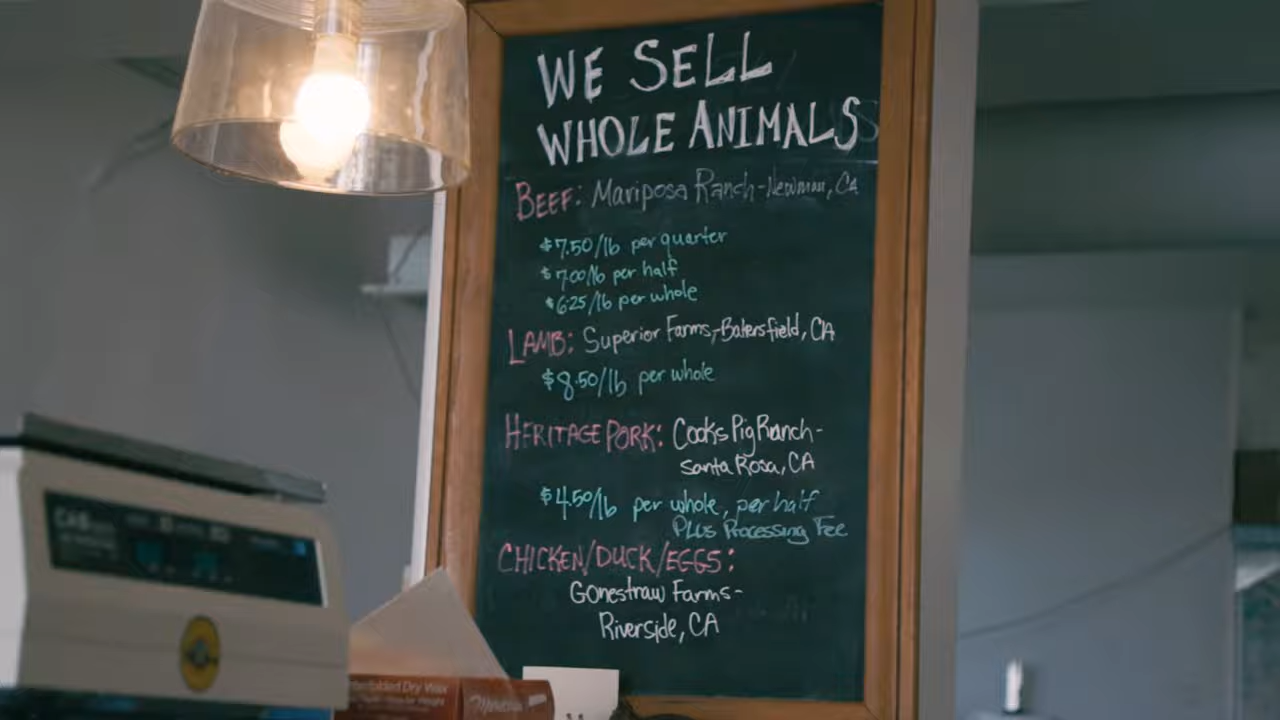 WE SELL
WHOLE ANIMALS
BEEF: Mariposa Ranch-Newman, CA
$7.50/lb per quarter
$7.00/lb per half
$6.25/lb per whole
LAMB: Superior Farms,-Bakersfield, CA
$8.50/lb per whole
HERITAGE PORK: Cooks Pig Ranch-
Santa Rosa, CA
$4.50/lb per whole, per half
Plus Processing Fee
CHICKEN/DUCK/EGGS:
Gonestraw Farms-
Riverside, CA
CAS
Dry Wax